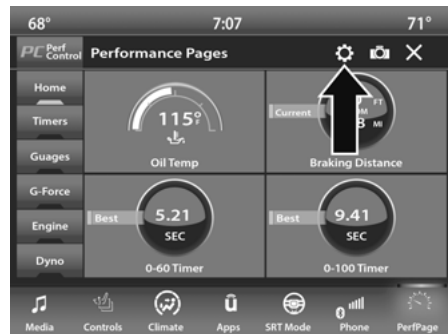 68° 7:07 71°
PC Perf Control Performance Pages
Home
Timers
Guages
G-Force
Engine
Dyno
115° F
Oil Temp
Current FT
MI
Braking Distance
Best 5.21 SEC
0-60 Timer
Best 9.41 SEC
0-100 Timer
Media Controls Climate Apps SRT Mode Phone PerfPage